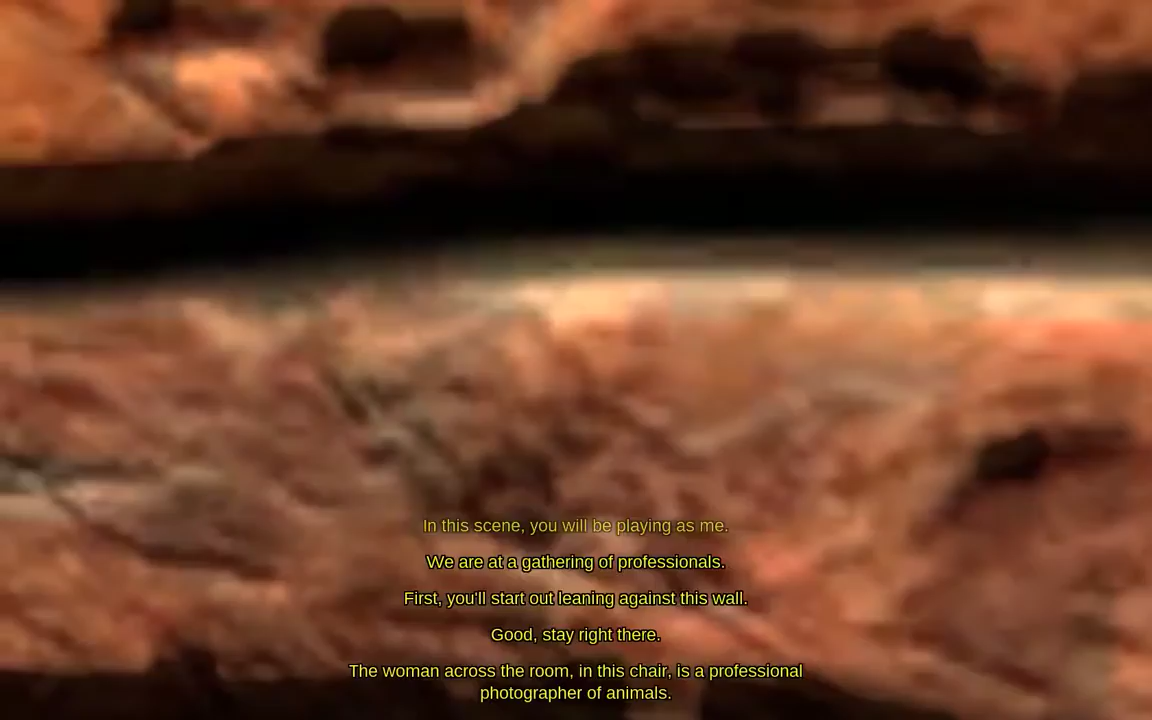 In this scene, you will be playing as me.
We are at a gathering of professionals.
First, you'll start out leaning against this wall.
Good, stay right there.
The woman across the room, in this chair, is a professional
photographer of animals.